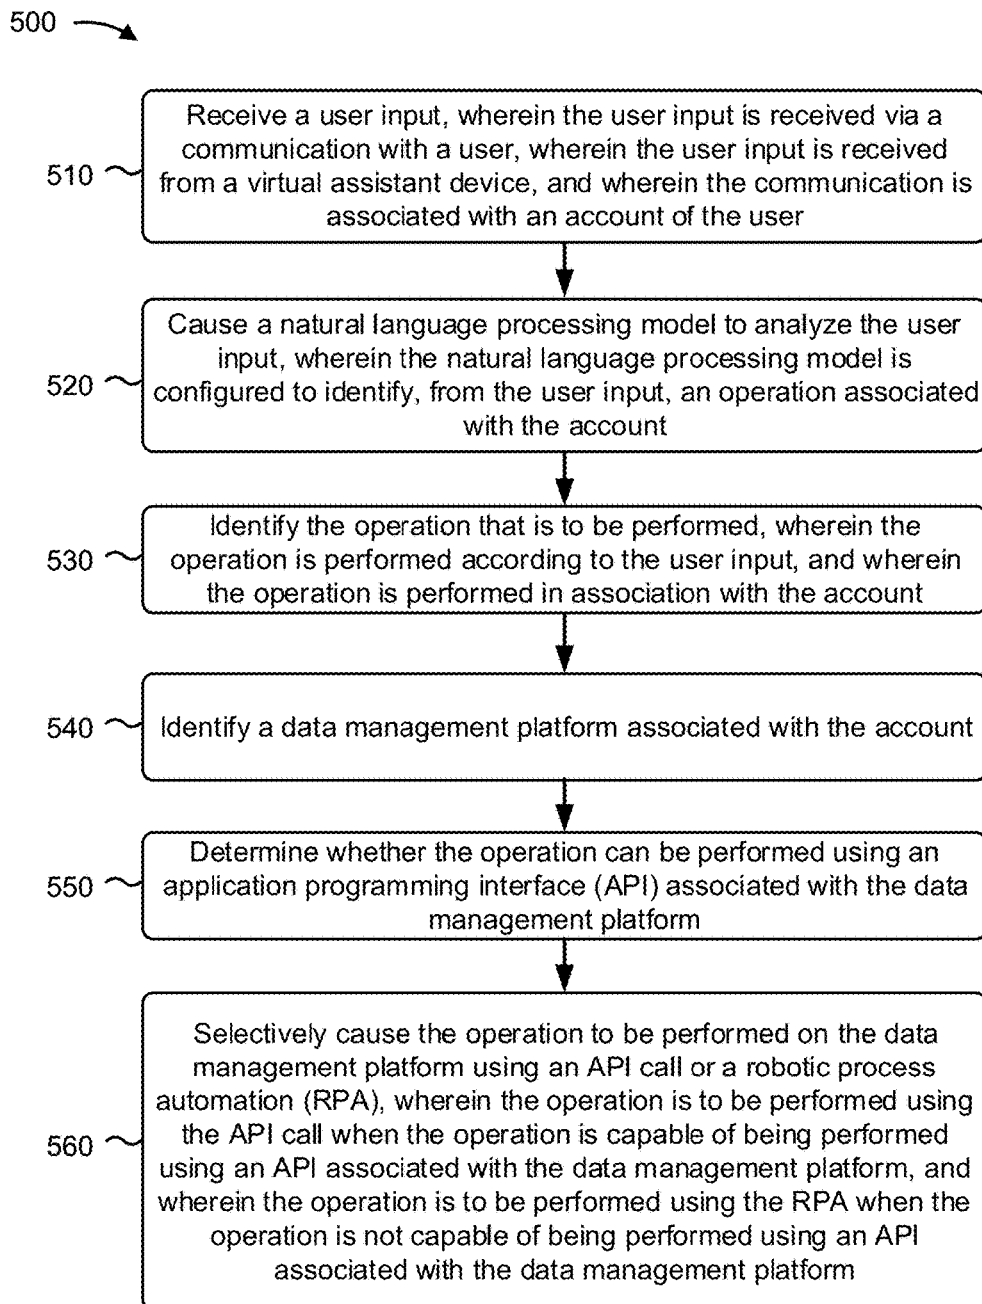 500
Receive a user input, wherein the user input is received via a
communication with a user, wherein the user input is received
from a virtual assistant device, and wherein the communication is
associated with an account of the user
510
Cause a natural language processing model to analyze the user
input, wherein the natural language processing model is
configured to identify, from the user input, an operation associated
with the account
520
Identify the operation that is to be performed, wherein the
operation is performed according to the user input, and wherein
the operation is performed in association with the account
530
Identify a data management platform associated with the account
540
Determine whether the operation can be performed using an
application programming interface (API) associated with the data
management platform
550
Selectively cause the operation to be performed on the data
management platform using an API call or a robotic process
automation (RPA), wherein the operation is to be performed using
the API call when the operation is capable of being performed
using an API associated with the data management platform, and
wherein the operation is to be performed using the RPA when the
operation is not capable of being performed using an API
associated with the data management platform
560